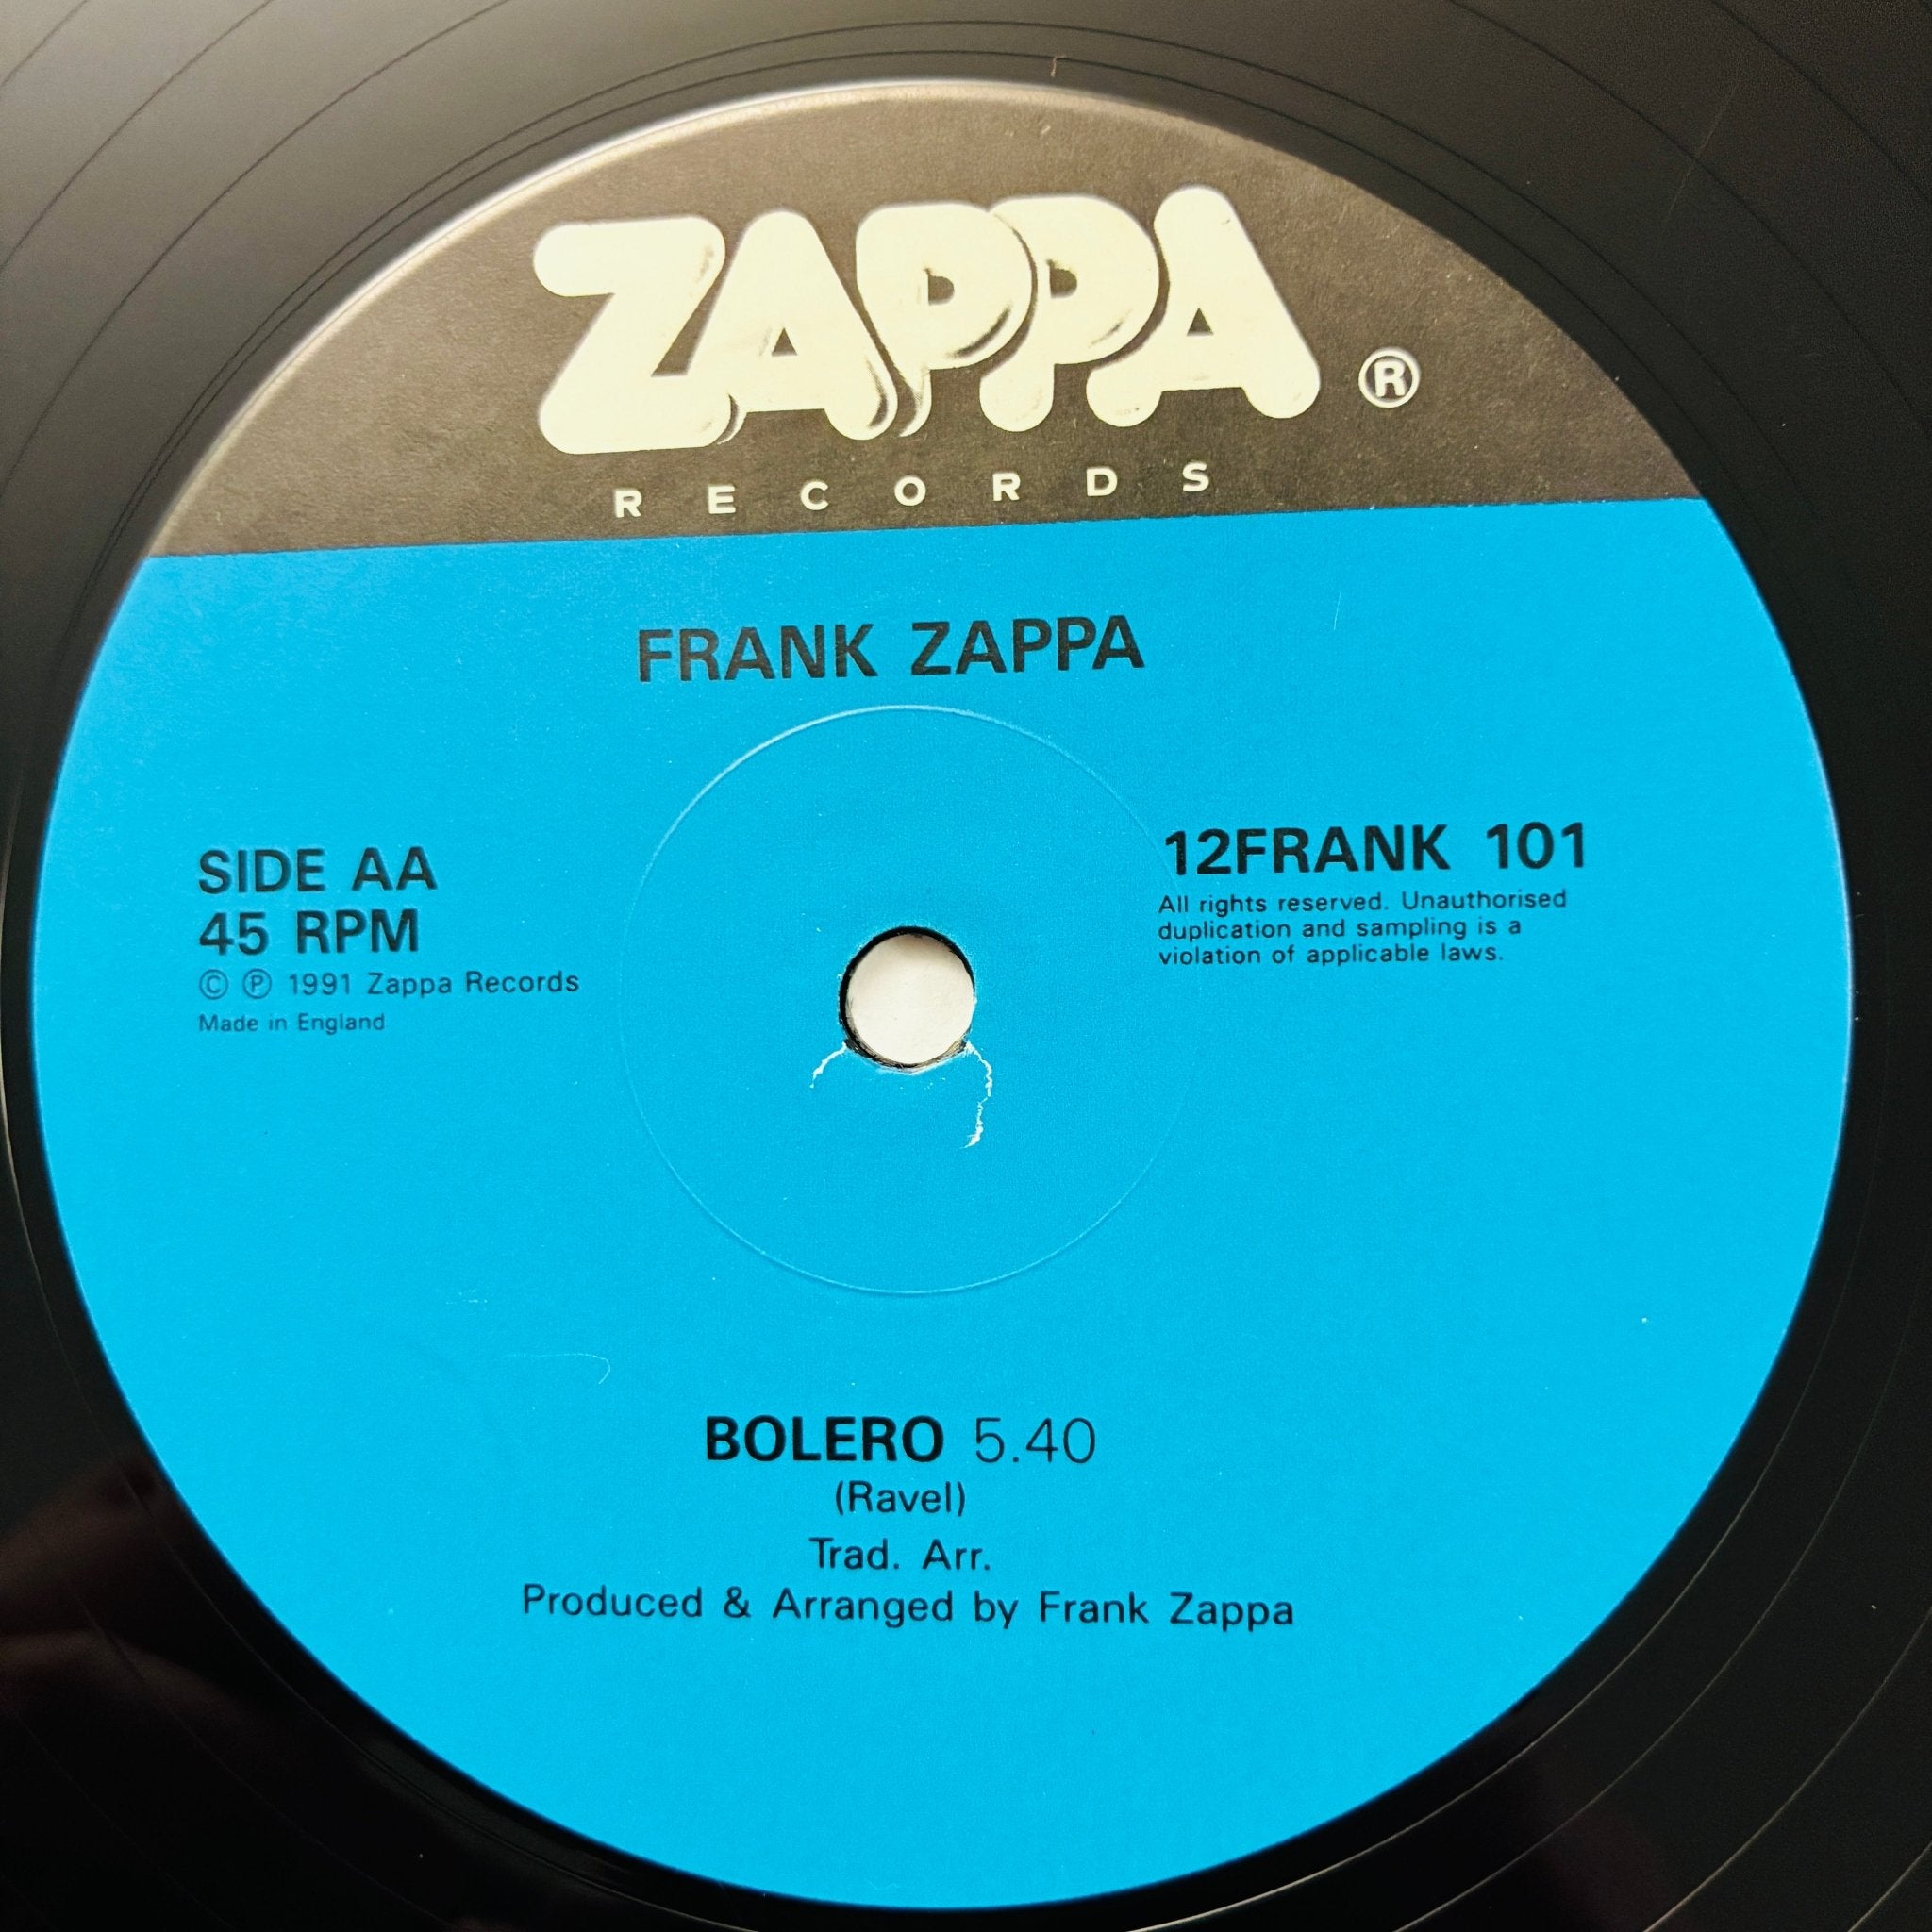 ZAPPA ®
RECORDS
FRANK ZAPPA
SIDE AA
45 RPM
© ℗ 1991 Zappa Records
Made in England
12FRANK 101
All rights reserved. Unauthorised
duplication and sampling is a
violation of applicable laws.
BOLERO 5.40
(Ravel)
Trad. Arr.
Produced & Arranged by Frank Zappa